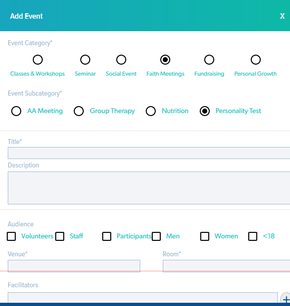 Add Event X
Event Category*
Classes & Workshops Seminar Social Event Faith Meetings Fundraising Personal Growth
Event Subcategory*
AA Meeting Group Therapy Nutrition Personality Test
Title*
Description
Audience
Volunteers Staff Participants Men Women <18
Venue* Room*
Facilitators
+